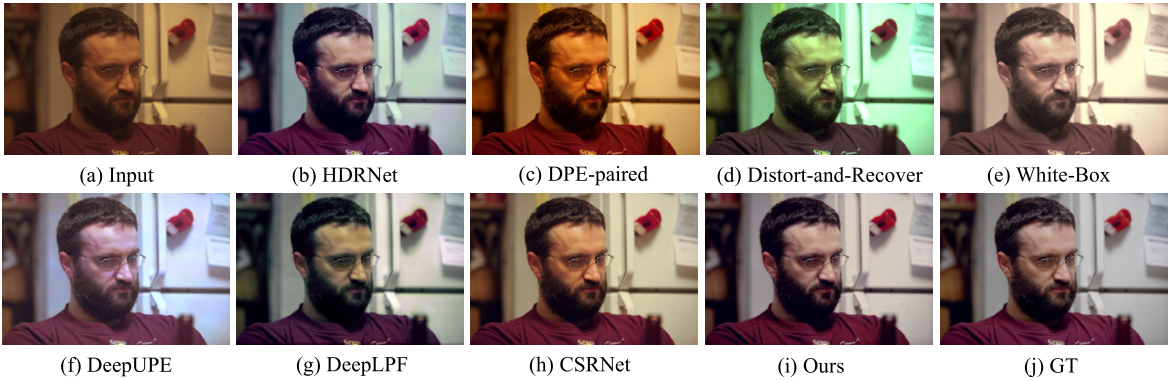 (a) Input
(b) HDRNet
(c) DPE-paired
(d) Distort-and-Recover
(e) White-Box
(f) DeepUPE
(g) DeepLPF
(h) CSRNet
(i) Ours
(j) GT